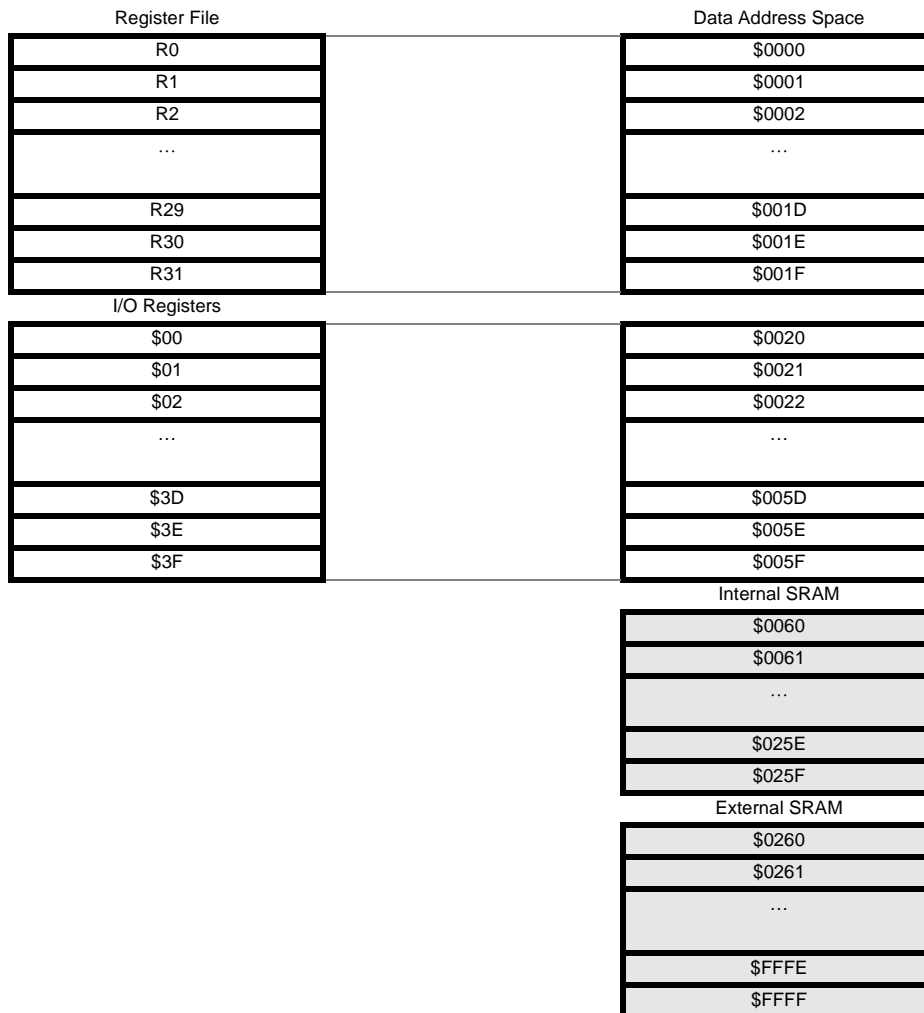 Register File Data Address Space
R0 $0000
R1 $0001
R2 $0002
… …
R29 $001D
R30 $001E
R31 $001F
I/O Registers
$00 $0020
$01 $0021
$02 $0022
… …
$3D $005D
$3E $005E
$3F $005F
Internal SRAM
$0060
$0061
…
$025E
$025F
External SRAM
$0260
$0261
…
$FFFE
$FFFF